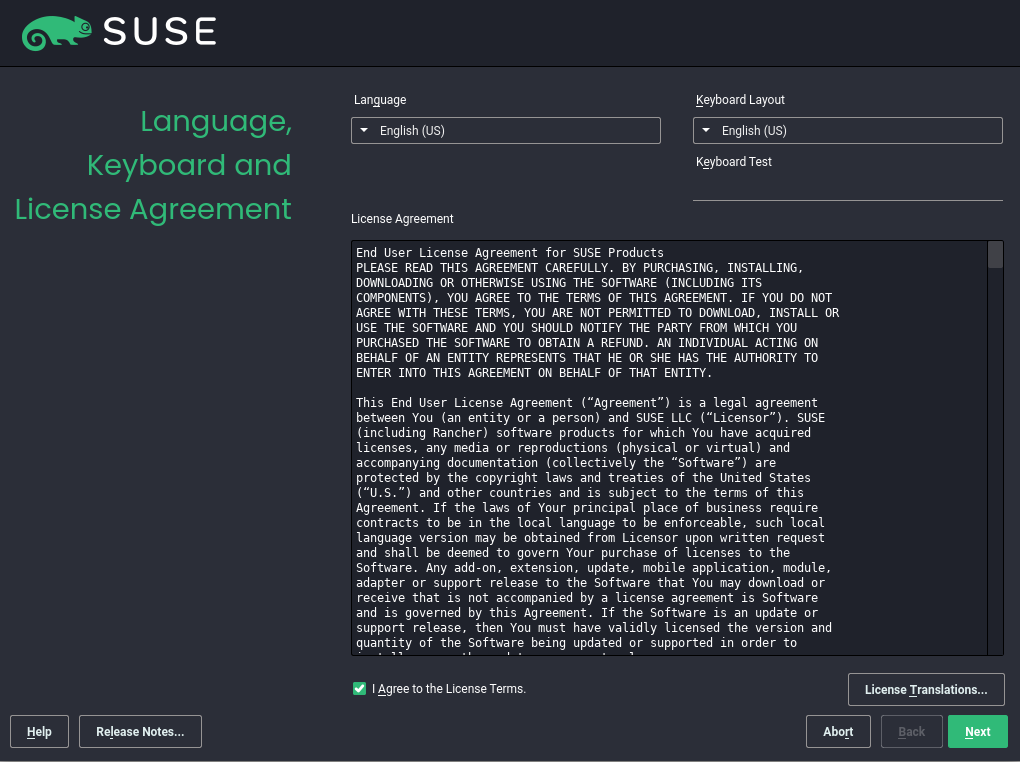 SUSE
Language,
Keyboard and
License Agreement
Language
Keyboard Layout
English (US)
English (US)
Keyboard Test
License Agreement
End User License Agreement for SUSE Products
PLEASE READ THIS AGREEMENT CAREFULLY. BY PURCHASING, INSTALLING,
DOWNLOADING OR OTHERWISE USING THE SOFTWARE (INCLUDING ITS
COMPONENTS), YOU AGREE TO THE TERMS OF THIS AGREEMENT. IF YOU DO NOT
AGREE WITH THESE TERMS, YOU ARE NOT PERMITTED TO DOWNLOAD, INSTALL OR
USE THE SOFTWARE AND YOU SHOULD NOTIFY THE PARTY FROM WHICH YOU
PURCHASED THE SOFTWARE TO OBTAIN A REFUND. AN INDIVIDUAL ACTING ON
BEHALF OF AN ENTITY REPRESENTS THAT HE OR SHE HAS THE AUTHORITY TO
ENTER INTO THIS AGREEMENT ON BEHALF OF THAT ENTITY.
This End User License Agreement (“Agreement”) is a legal agreement
between You (an entity or a person) and SUSE LLC (“Licensor”). SUSE
(including Rancher) software products for which You have acquired
licenses, any media or reproductions (physical or virtual) and
accompanying documentation (collectively the “Software”) are
protected by the copyright laws and treaties of the United States
(“U.S.”) and other countries and is subject to the terms of this
Agreement. If the laws of Your principal place of business require
contracts to be in the local language to be enforceable, such local
language version may be obtained from Licensor upon written request
and shall be deemed to govern Your purchase of licenses to the
Software. Any add-on, extension, update, mobile application, module,
adapter or support release to the Software that You may download or
receive that is not accompanied by a license agreement is Software
and is governed by this Agreement. If the Software is an update or
support release, then You must have validly licensed the version and
quantity of the Software being updated or supported in order to
I Agree to the License Terms.
License Translations...
Help
Release Notes...
Abort
Back
Next